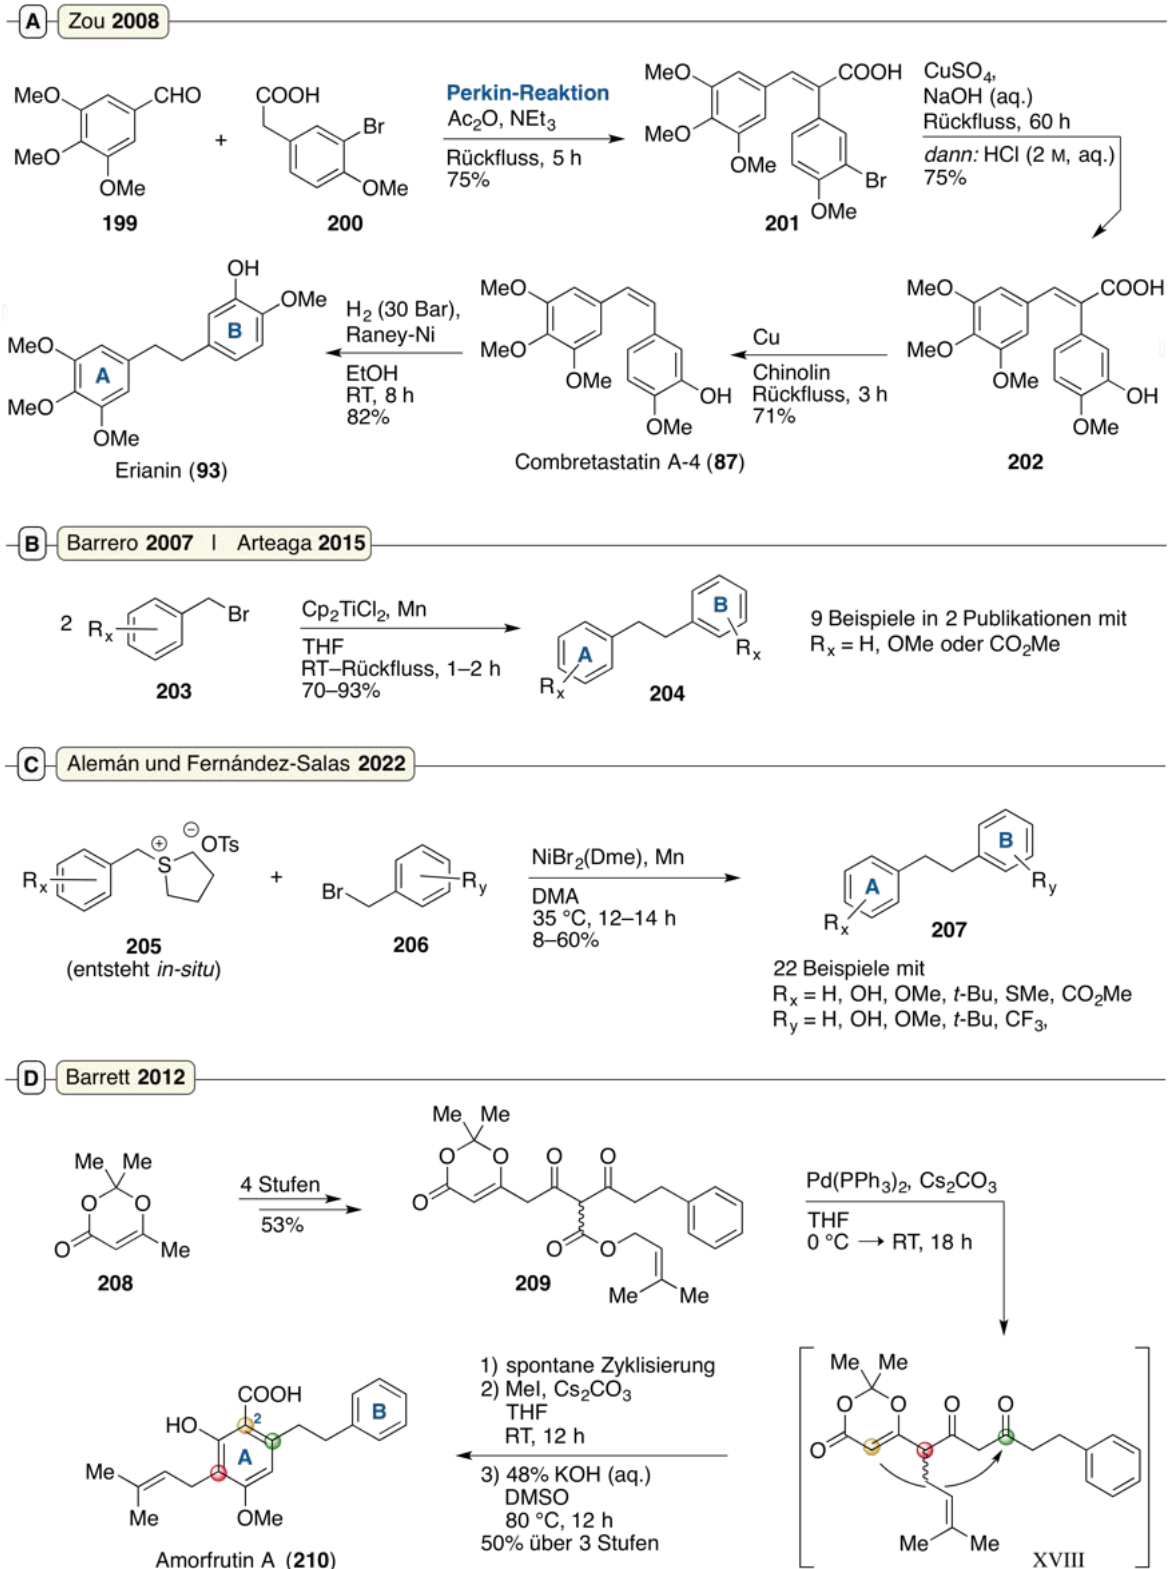 A Zou 2008
MeO
CHO
MeO
OMe
199
+
COOH
Br
OMe
200
Perkin-Reaktion
Ac2O, NEt3
Rückfluss, 5 h
75%
MeO
COOH
MeO
OMe
Br
OMe
201
CuSO4,
NaOH (aq.)
Rückfluss, 60 h
dann: HCl (2 M, aq.)
75%
OH
OMe
MeO
B
A
MeO
OMe
Erianin (93)
H2 (30 Bar),
Raney-Ni
EtOH
RT, 8 h
82%
MeO
MeO
OMe
OH
OMe
Combretastatin A-4 (87)
Cu
Chinolin
Rückfluss, 3 h
71%
MeO
COOH
MeO
OMe
OH
OMe
202
B Barrero 2007 I Arteaga 2015
2
Rx
Br
203
Cp2TiCl2, Mn
THF
RT–Rückfluss, 1–2 h
70–93%
B
A
Rx
Rx
204
9 Beispiele in 2 Publikationen mit
Rx = H, OMe oder CO2Me
C Alemán und Fernández-Salas 2022
Rx
⊕
S
⊖
OTs
205
(entsteht in-situ)
+
Br
Ry
206
NiBr2(Dme), Mn
DMA
35 °C, 12–14 h
8–60%
B
A
Ry
Rx
207
22 Beispiele mit
Rx = H, OH, OMe, t-Bu, SMe, CO2Me
Ry = H, OH, OMe, t-Bu, CF3,
D Barrett 2012
Me Me
O O
O Me
208
4 Stufen
53%
Me Me
O O O O
O
O O
Me Me
209
Pd(PPh3)2, Cs2CO3
THF
0 °C → RT, 18 h
Me Me
O O O O
O
Me Me
XVIII
1) spontane Zyklisierung
2) MeI, Cs2CO3
THF
RT, 12 h
3) 48% KOH (aq.)
DMSO
80 °C, 12 h
50% über 3 Stufen
COOH
HO
2
B
A
Me
Me
OMe
Amorfrutin A (210)